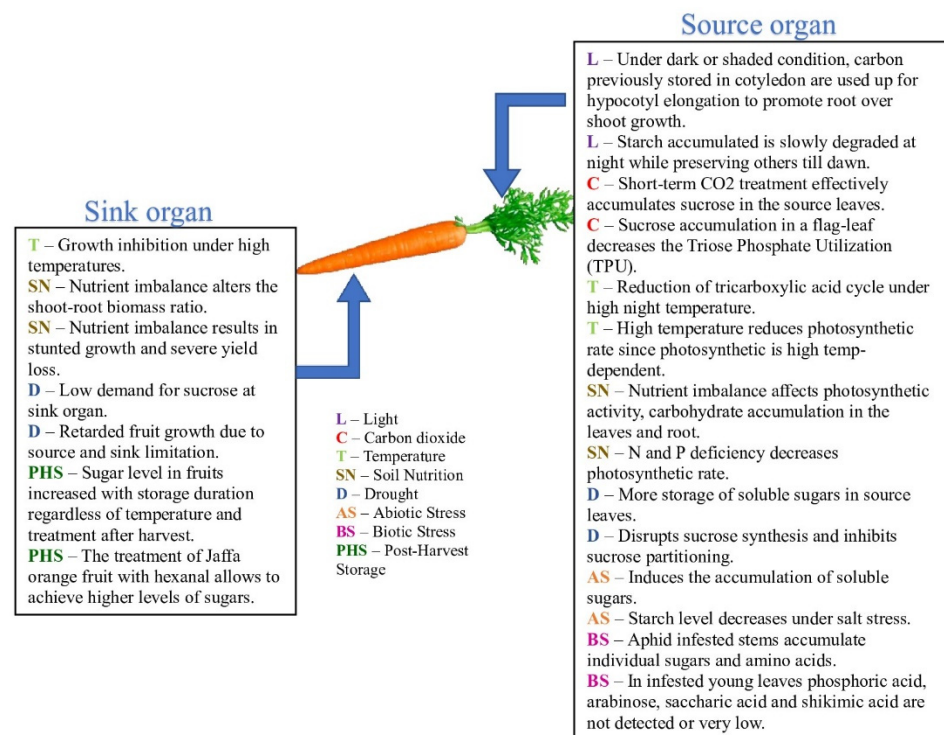 Source organ
L – Under dark or shaded condition, carbon
previously stored in cotyledon are used up for
hypocotyl elongation to promote root over
shoot growth.
L – Starch accumulated is slowly degraded at
night while preserving others till dawn.
C – Short-term CO2 treatment effectively
accumulates sucrose in the source leaves.
C – Sucrose accumulation in a flag-leaf
decreases the Triose Phosphate Utilization
(TPU).
T – Reduction of tricarboxylic acid cycle under
high night temperature.
T – High temperature reduces photosynthetic
rate since photosynthetic is high temp-
dependent.
SN – Nutrient imbalance affects photosynthetic
activity, carbohydrate accumulation in the
leaves and root.
SN – N and P deficiency decreases
photosynthetic rate.
D – More storage of soluble sugars in source
leaves.
D – Disrupts sucrose synthesis and inhibits
sucrose partitioning.
AS – Induces the accumulation of soluble
sugars.
AS – Starch level decreases under salt stress.
BS – Aphid infested stems accumulate
individual sugars and amino acids.
BS – In infested young leaves phosphoric acid,
arabinose, saccharic acid and shikimic acid are
not detected or very low.
Sink organ
T – Growth inhibition under high
temperatures.
SN – Nutrient imbalance alters the
shoot-root biomass ratio.
SN – Nutrient imbalance results in
stunted growth and severe yield
loss.
D – Low demand for sucrose at
sink organ.
D – Retarded fruit growth due to
source and sink limitation.
PHS – Sugar level in fruits
increased with storage duration
regardless of temperature and
treatment after harvest.
PHS – The treatment of Jaffa
orange fruit with hexanal allows to
achieve higher levels of sugars.
L – Light
C – Carbon dioxide
T – Temperature
SN – Soil Nutrition
D – Drought
AS – Abiotic Stress
BS – Biotic Stress
PHS – Post-Harvest
Storage